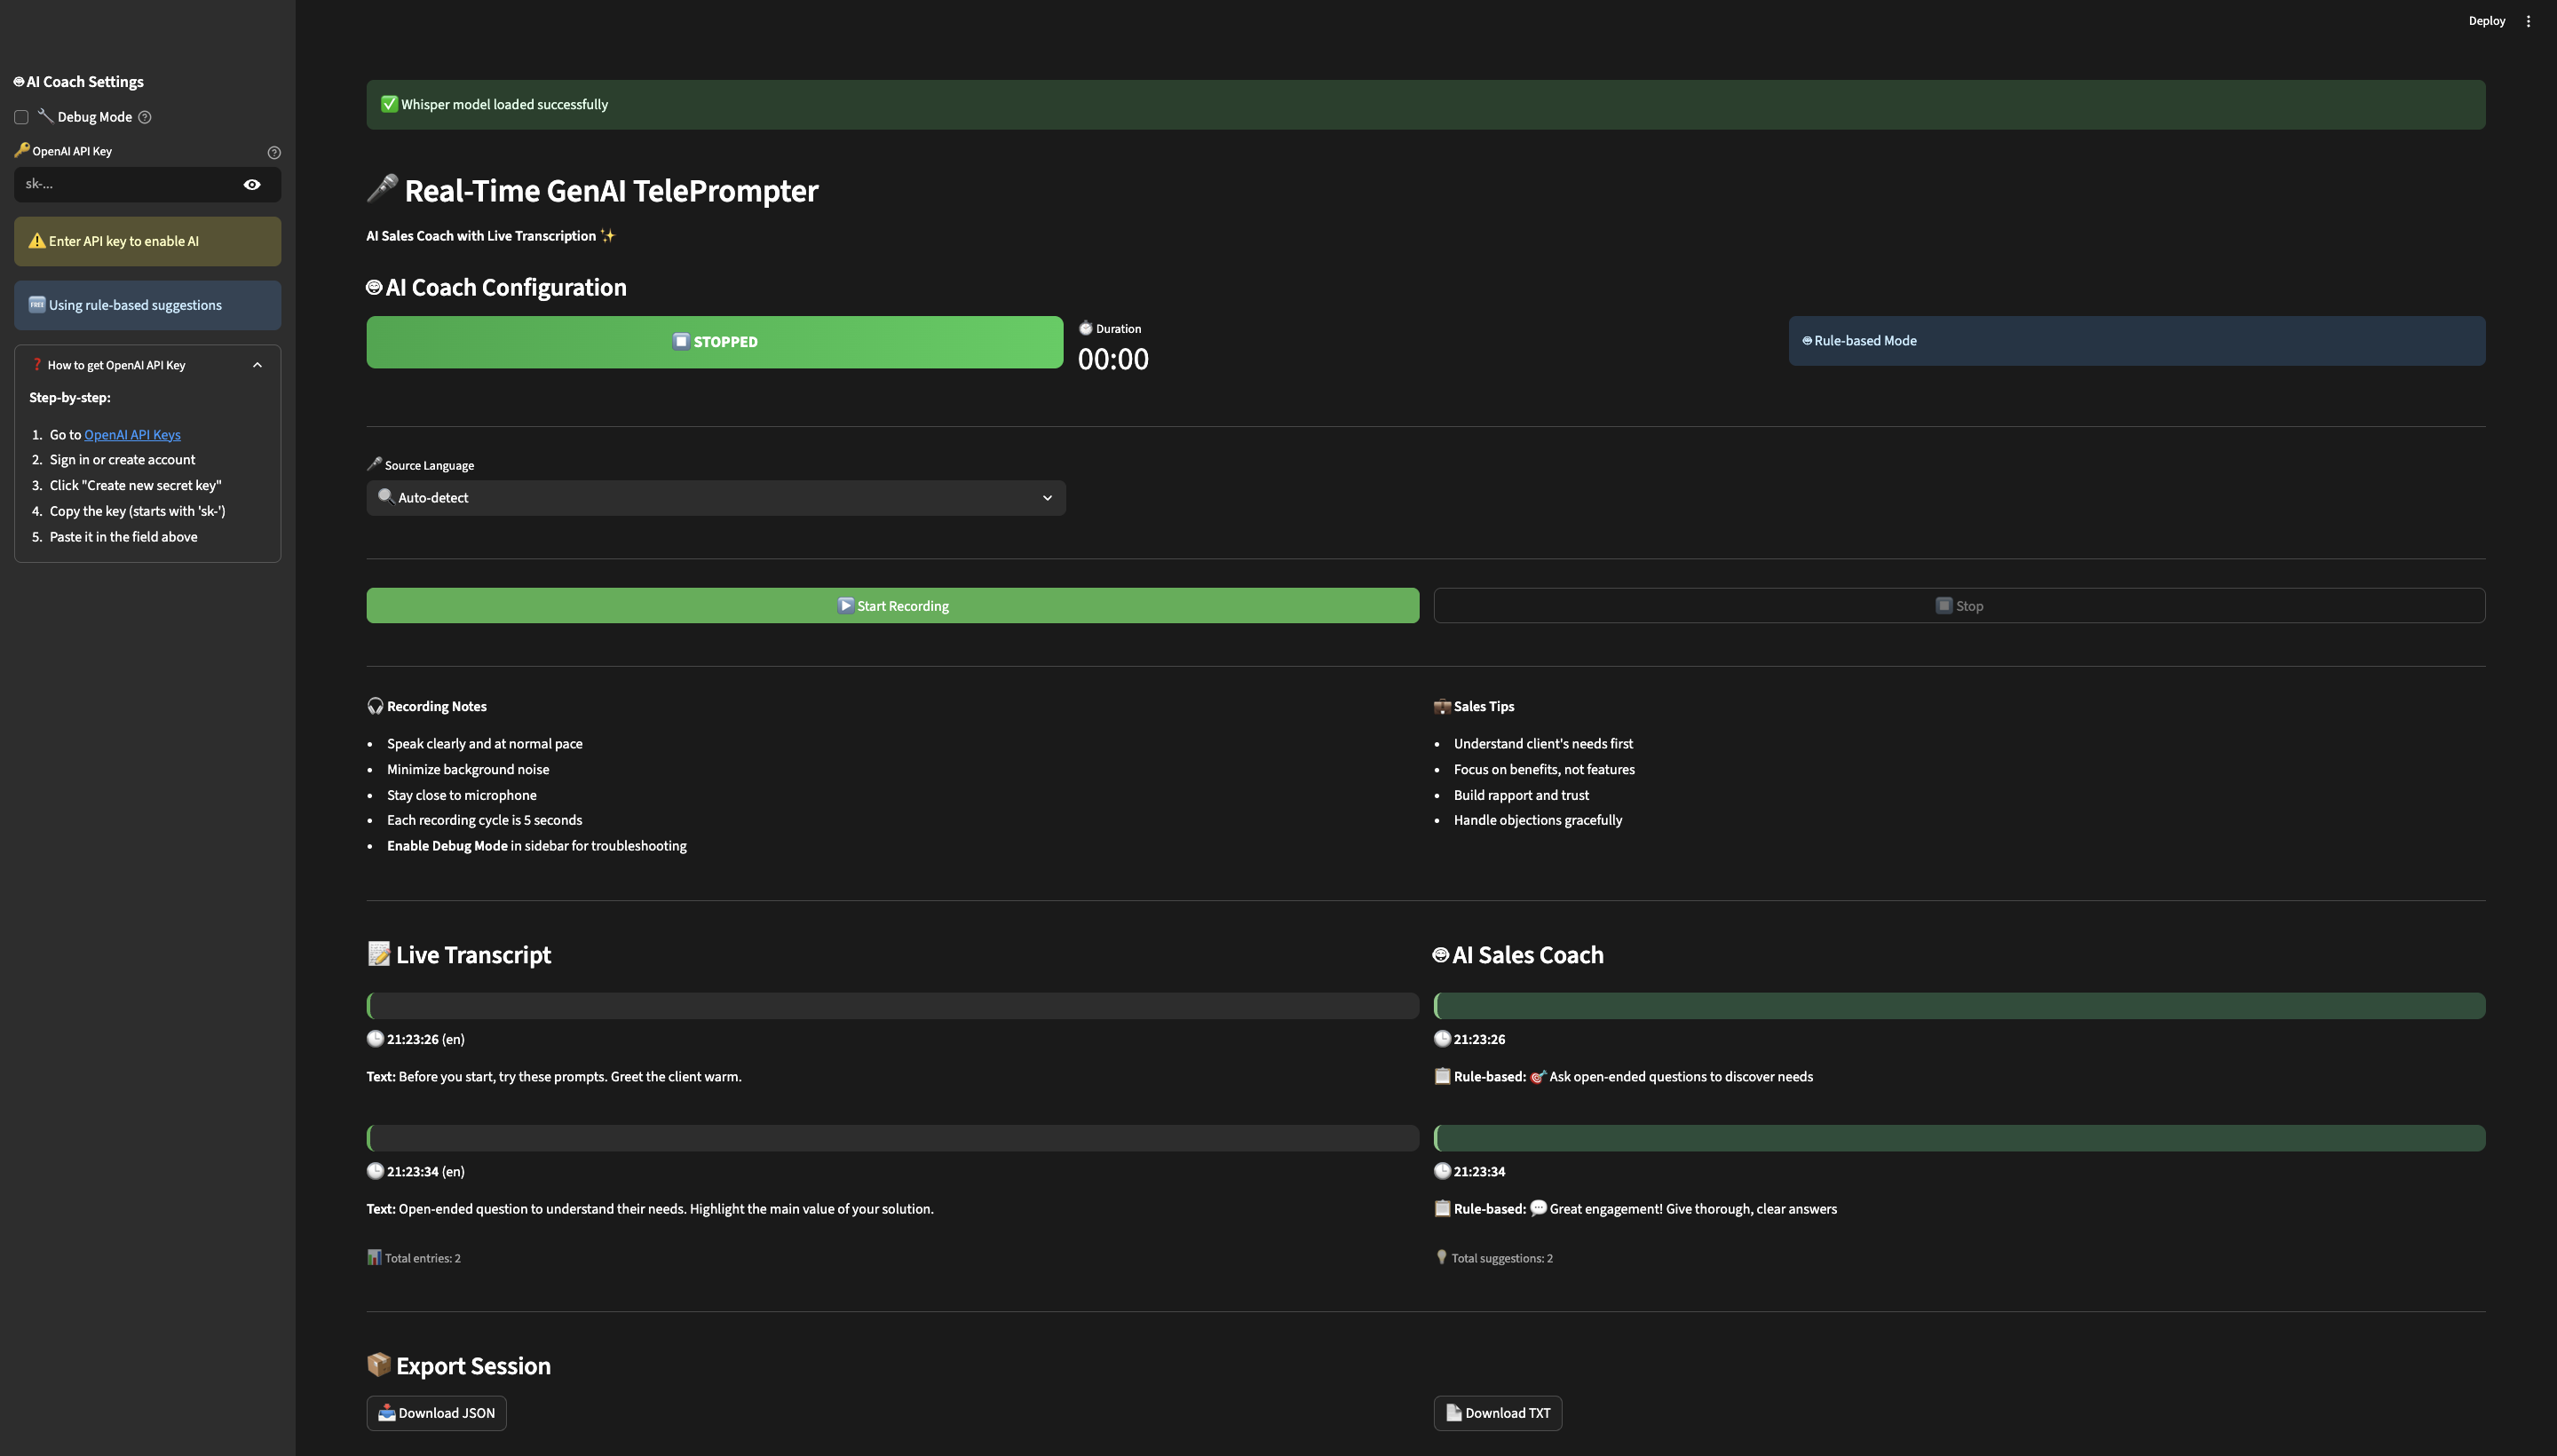 Deploy
AI Coach Settings
Debug Mode
OpenAI API Key
sk-...
Enter API key to enable AI
Using rule-based suggestions
How to get OpenAI API Key
Step-by-step:
1. Go to OpenAI API Keys
2. Sign in or create account
3. Click "Create new secret key"
4. Copy the key (starts with 'sk-')
5. Paste it in the field above
Whisper model loaded successfully
Real-Time GenAI TelePrompter
AI Sales Coach with Live Transcription
AI Coach Configuration
STOPPED
Duration
00:00
Rule-based Mode
Source Language
Auto-detect
Start Recording
Stop
Recording Notes
Speak clearly and at normal pace
Minimize background noise
Stay close to microphone
Each recording cycle is 5 seconds
Enable Debug Mode in sidebar for troubleshooting
Sales Tips
Understand client's needs first
Focus on benefits, not features
Build rapport and trust
Handle objections gracefully
Live Transcript
21:23:26 (en)
Text: Before you start, try these prompts. Greet the client warm.
21:23:34 (en)
Text: Open-ended question to understand their needs. Highlight the main value of your solution.
Total entries: 2
AI Sales Coach
21:23:26
Rule-based: Ask open-ended questions to discover needs
21:23:34
Rule-based: Great engagement! Give thorough, clear answers
Total suggestions: 2
Export Session
Download JSON
Download TXT